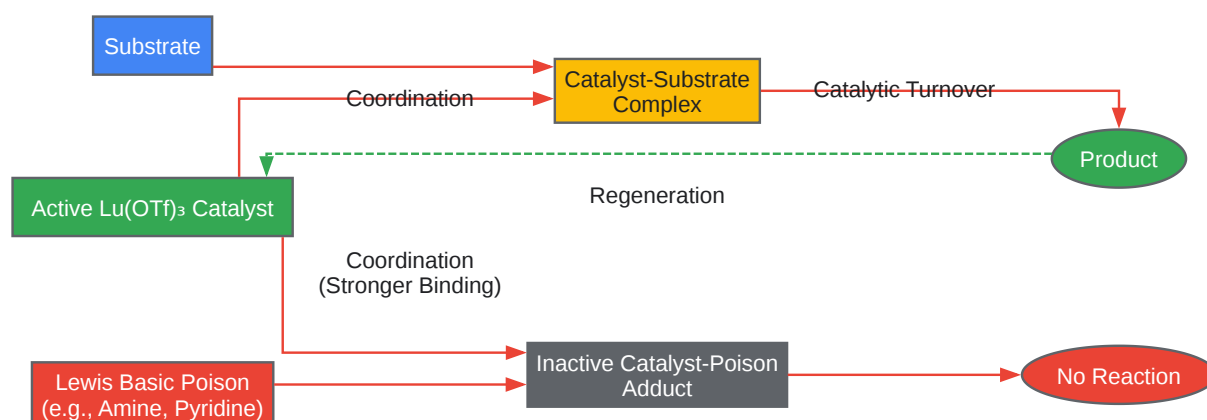 Substrate
Catalyst-Substrate
Complex
Coordination
Catalytic Turnover
Product
Regeneration
Active Lu(OTf)₃ Catalyst
Coordination
(Stronger Binding)
Inactive Catalyst-Poison
Adduct
No Reaction
Lewis Basic Poison
(e.g., Amine, Pyridine)